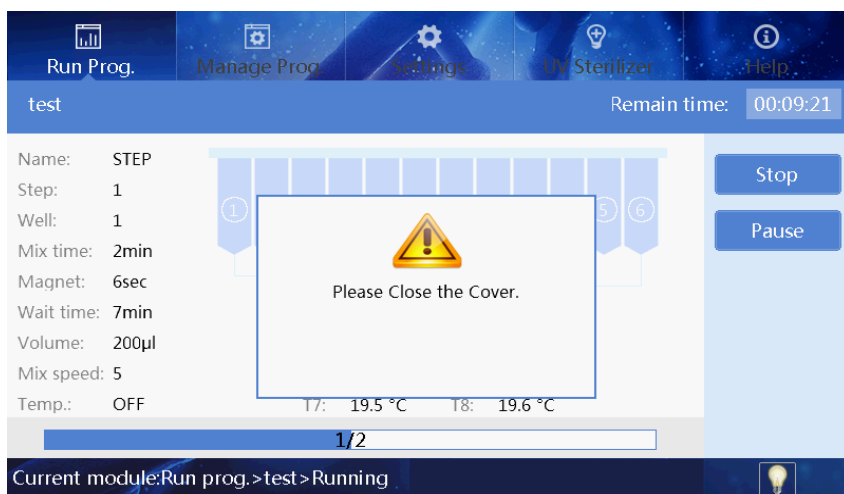 Run Prog. Manage Prog. Settings UV Sterilizer Help
test Remain time: 00:09:21
Name: STEP
Step: 1
Well: 1
Mix time: 2min
Magnet: 6sec
Wait time: 7min
Volume: 200μl
Mix speed: 5
Temp.: OFF
1 5 6
Please Close the Cover.
T7: 19.5 °C T8: 19.6 °C
Stop
Pause
1/2
Current module:Run prog.>test>Running